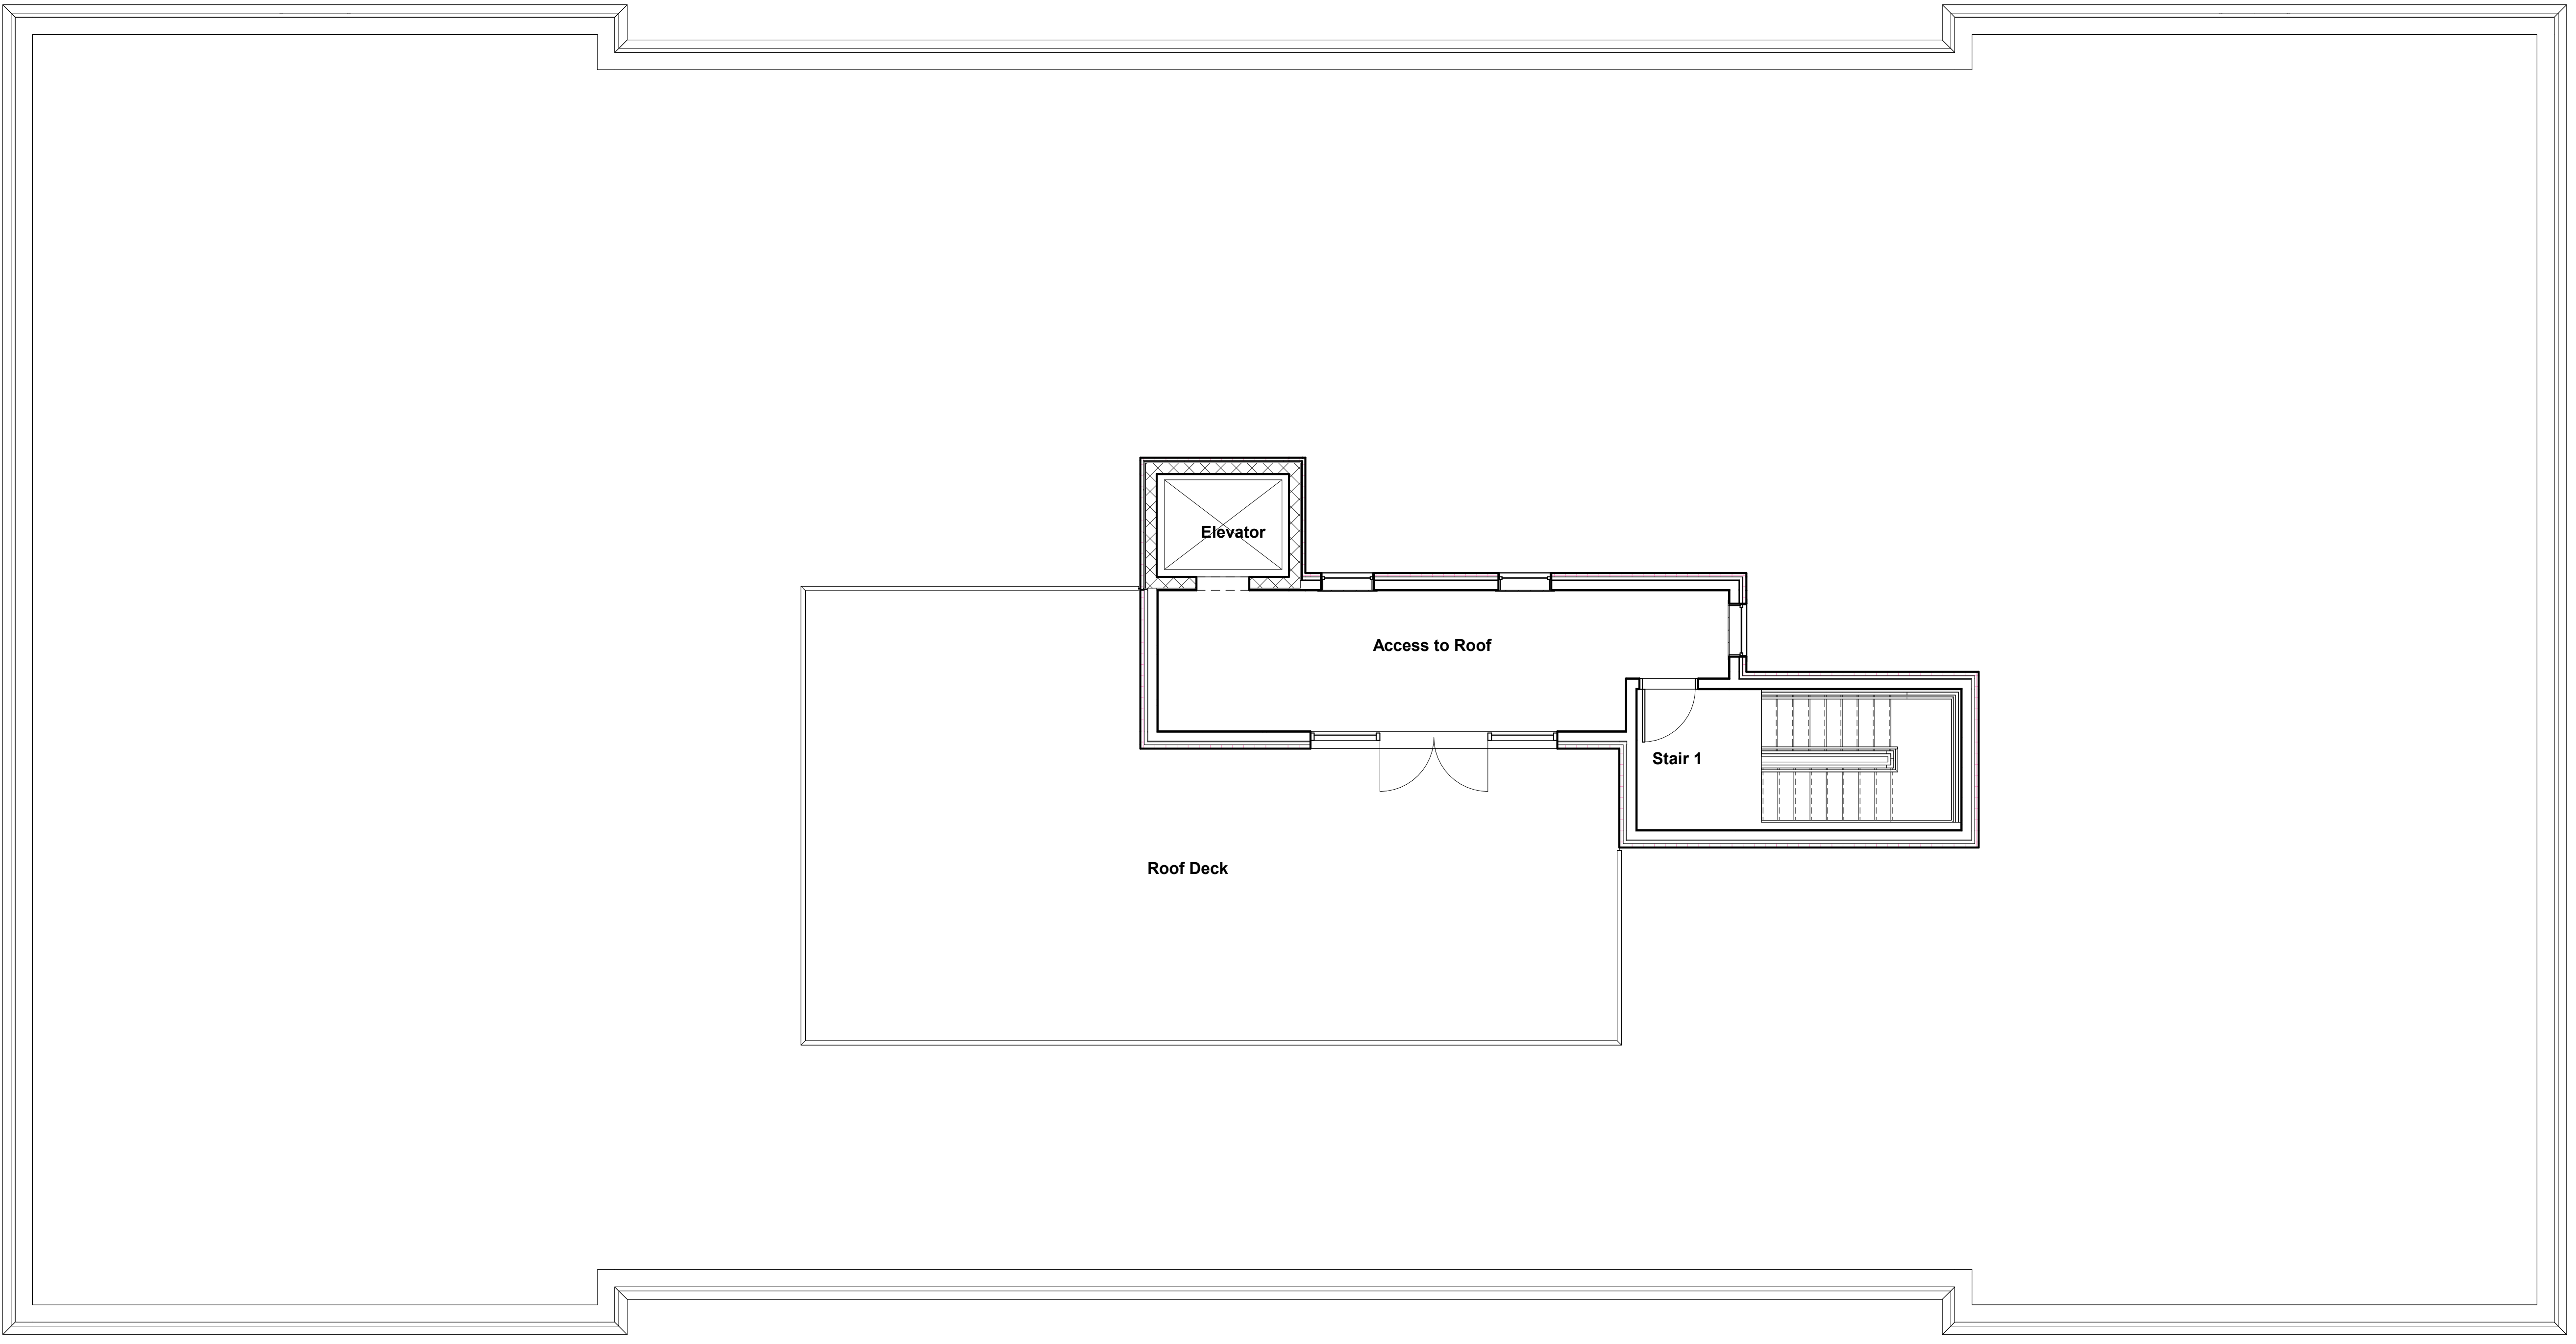 Elevator
Access to Roof
Stair 1
Roof Deck